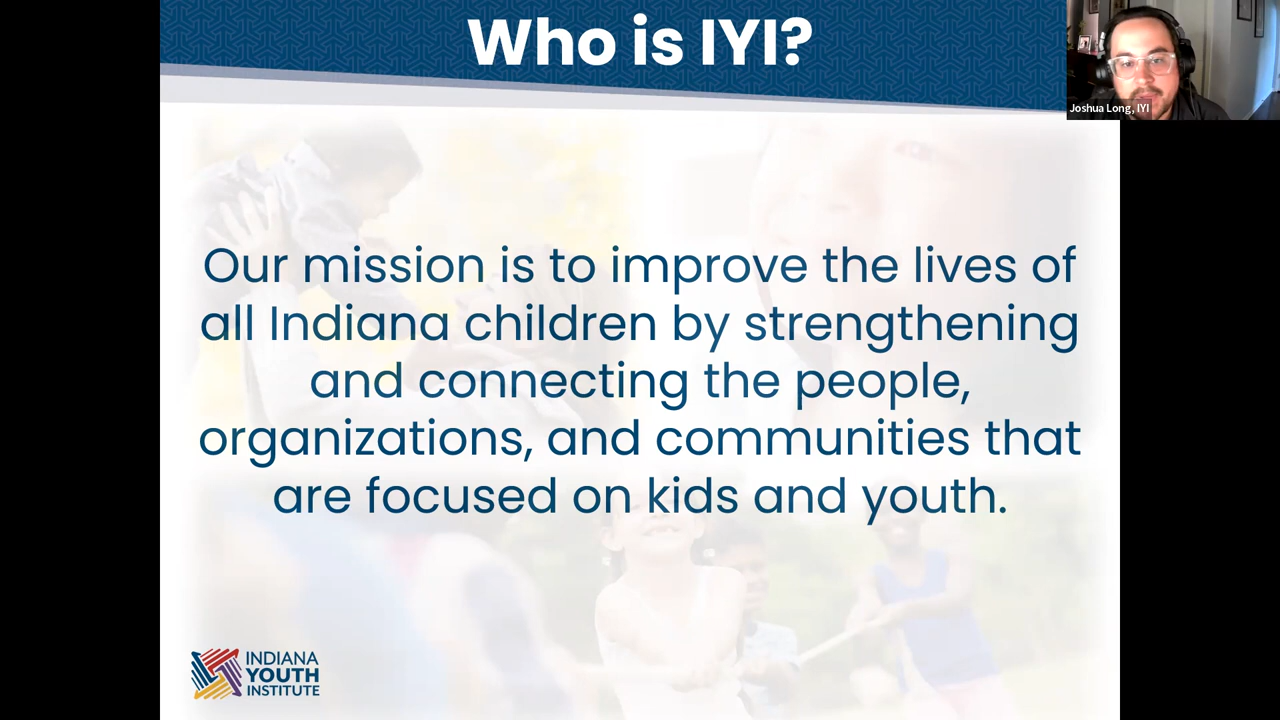 Who is IYI?
Joshua Long, IYI
Our mission is to improve the lives of
all Indiana children by strengthening
and connecting the people,
organizations, and communities that
are focused on kids and youth.
INDIANA
YOUTH
INSTITUTE